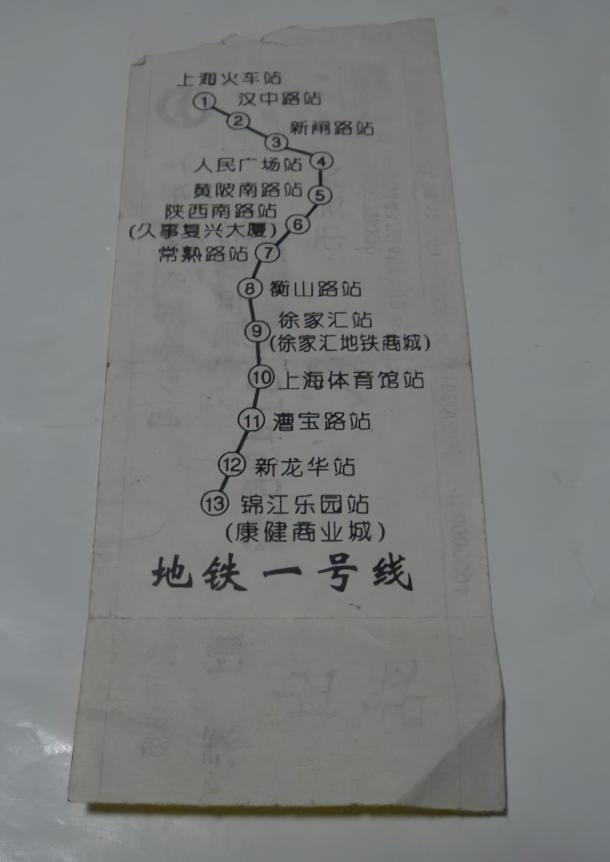 上海火车站
① 汉中路站
②
③ 新闸路站
人民广场站 ④
黄陂南路站 ⑤
陕西南路站 ⑥
(久事复兴大厦)
常熟路站 ⑦
⑧ 衡山路站
⑨ 徐家汇站
(徐家汇地铁商城)
⑩ 上海体育馆站
⑪ 漕宝路站
⑫ 新龙华站
⑬ 锦江乐园站
(康健商业城)
地铁一号线